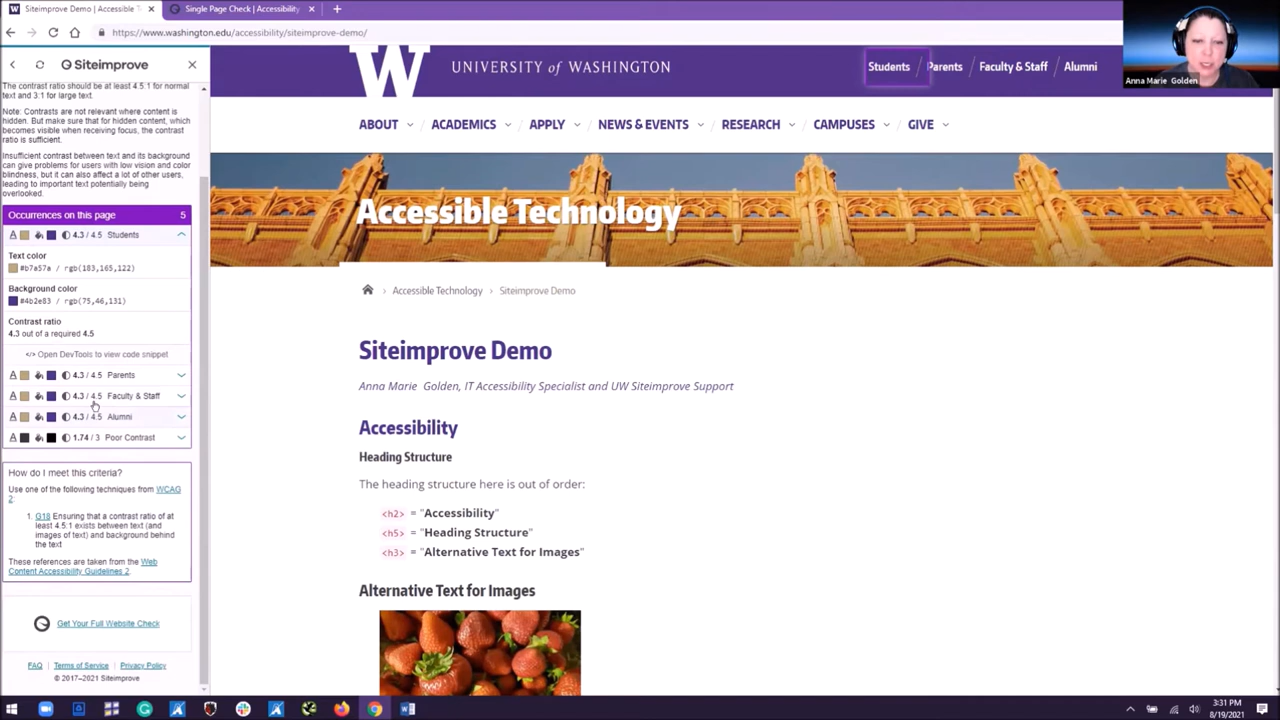 Siteimprove Demo | Accessible T
Single Page Check | Accessibility
https://www.washington.edu/accessibility/siteimprove-demo/
Siteimprove
The contrast ratio should be at least 4.5:1 for normal
text and 3:1 for large text.
Note: Contrasts are not relevant where content is
hidden. But make sure that for hidden content, which
becomes visible when receiving focus, the contrast
ratio is sufficient.
Insufficient contrast between text and its background
can give problems for users with low vision and color
blindness, but it can also affect a lot of other users,
leading to important text potentially being
overlooked.
Occurrences on this page 5
4.3 / 4.5 Students
Text color
#b7a57a / rgb(183,165,122)
Background color
#4b2e83 / rgb(75,46,131)
Contrast ratio
4.3 out of a required 4.5
</> Open DevTools to view code snippet
4.3 / 4.5 Parents
4.3 / 4.5 Faculty & Staff
4.3 / 4.5 Alumni
1.74 / 3 Poor Contrast
How do I meet this criteria?
Use one of the following techniques from WCAG
2:
1. G18 Ensuring that a contrast ratio of at
least 4.5:1 exists between text (and
images of text) and background behind
the text
These references are taken from the Web
Content Accessibility Guidelines 2.
Get Your Full Website Check
FAQ | Terms of Service | Privacy Policy
© 2017–2021 Siteimprove
W UNIVERSITY of WASHINGTON
Students / Parents / Faculty & Staff / Alumni
ABOUT / ACADEMICS / APPLY / NEWS & EVENTS / RESEARCH / CAMPUSES / GIVE
Accessible Technology
Accessible Technology › Siteimprove Demo
Siteimprove Demo
Anna Marie Golden, IT Accessibility Specialist and UW Siteimprove Support
Accessibility
Heading Structure
The heading structure here is out of order:
<h2> = "Accessibility"
<h5> = "Heading Structure"
<h3> = "Alternative Text for Images"
Alternative Text for Images
Anna Marie Golden
3:31 PM
8/19/2021